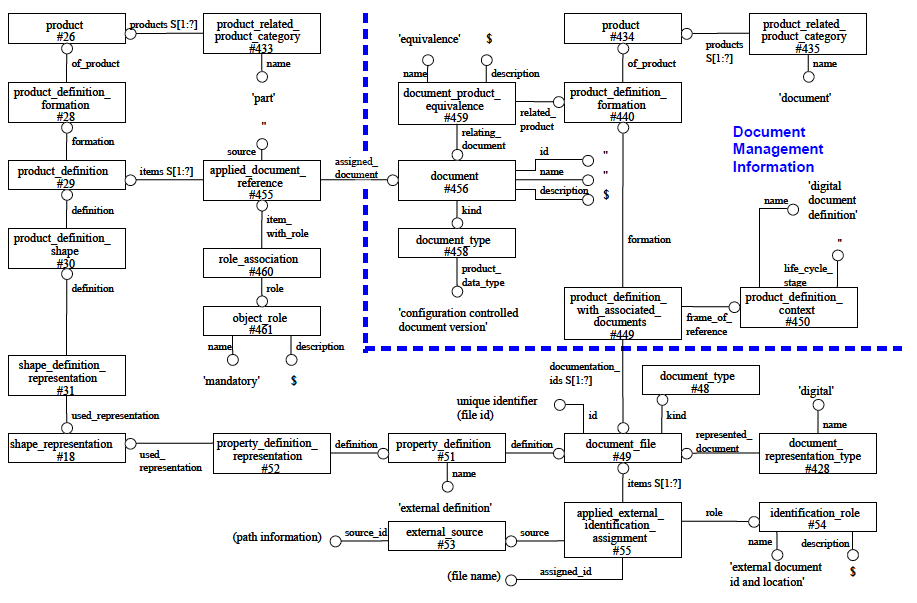 product
#26
products S[1:?]
product_related_
product_category
#433
name
'part'
of_product
product_definition_
formation
#28
formation
product_definition_
#29
items S[1:?]
"
source
applied_document_
reference
#455
assigned_
document
definition
product_definition_
shape
#30
definition
item_
with_role
role_association
#460
role
object_role
#461
name
description
'mandatory'
$
shape_definition_
representation
#31
used_representation
shape_representation
#18
used_
representation
property_definition_
representation
#52
definition
property_definition
#51
name
'external definition'
definition
'equivalence'
$
name
description
document_product_
equivalence
#459
related_
product
relating_
document
document
#456
id
"
name
"
description
$
kind
document_type
#458
product_
data_type
'configuration controlled
document version'
product
#434
products
S[1:?]
product_related_
product_category
#435
name
'document'
of_product
product_definition_
formation
#440
Document
Management
Information
formation
name
'digital
document
definition'
"
life_cycle_
stage
product_definition_
with_associated_
documents
#449
frame_of_
reference
product_definition_
context
#450
documentation_
ids S[1:?]
document_type
#48
kind
unique identifier
(file id)
id
document_file
#49
represented_
document
'digital'
name
document_
representation_type
#428
items S[1:?]
applied_external_
identification_
assignment
#55
role
identification_role
#54
name
description
'external document
id and location'
$
source
external_source
#53
source_id
(path information)
assigned_id
(file name)